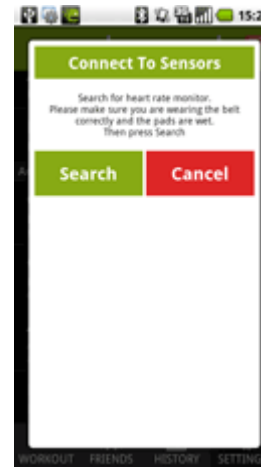 15:2
Connect To Sensors
Search for heart rate monitor.
Please make sure you are wearing the belt
correctly and the pads are wet.
Then press Search
Search Cancel
WORKOUT FRIENDS HISTORY SETTING